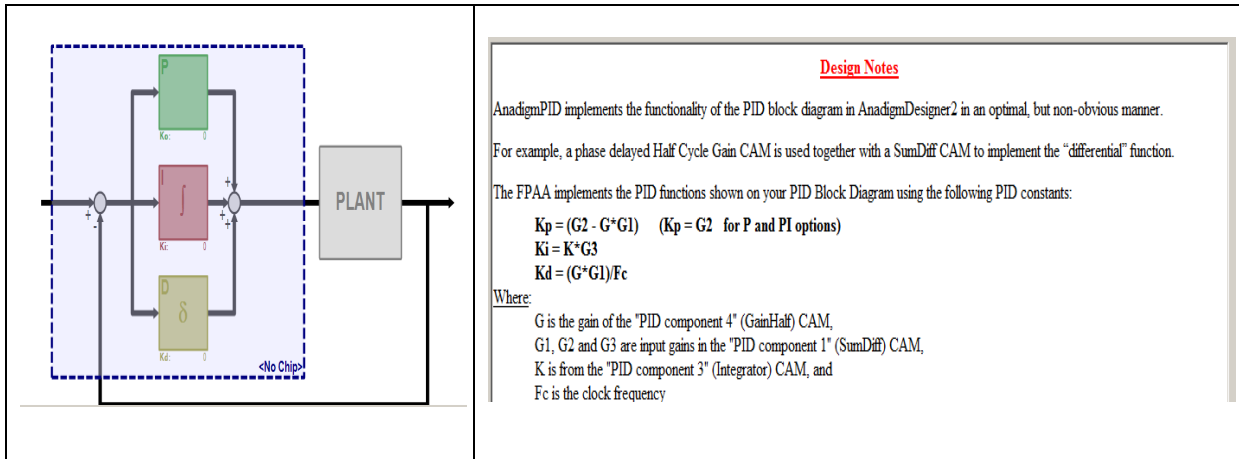 P
Ko: 0
I
∫
Ki: 0
D
δ
Kd: 0
+
-
+
+
+
PLANT
<No Chip>
Design Notes
AnadigmPID implements the functionality of the PID block diagram in AnadigmDesigner2 in an optimal, but non-obvious manner.
For example, a phase delayed Half Cycle Gain CAM is used together with a SumDiff CAM to implement the “differential” function.
The FPAA implements the PID functions shown on your PID Block Diagram using the following PID constants:
Kp = (G2 - G*G1) (Kp = G2 for P and PI options)
Ki = K*G3
Kd = (G*G1)/Fc
Where:
G is the gain of the "PID component 4" (GainHalf) CAM,
G1, G2 and G3 are input gains in the "PID component 1" (SumDiff) CAM,
K is from the "PID component 3" (Integrator) CAM, and
Fc is the clock frequency